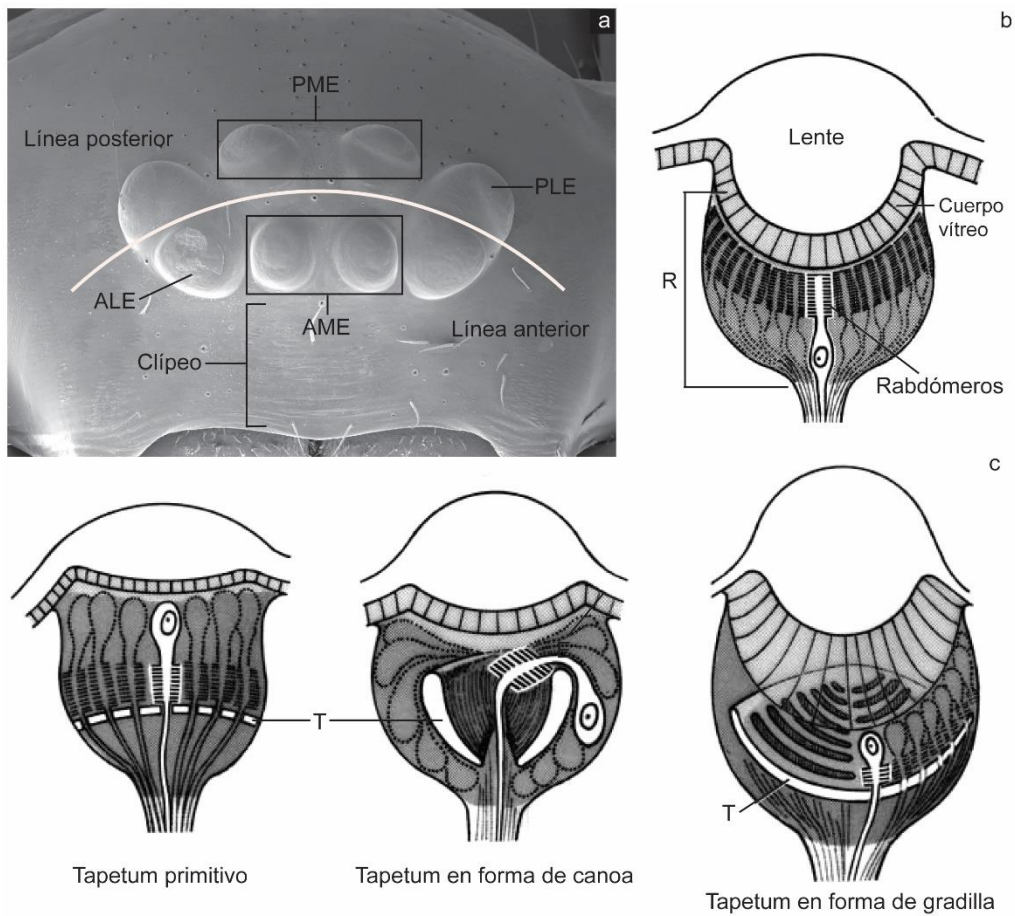 a
PME
Línea posterior
PLE
ALE
AME
Línea anterior
Clípeo
b
Lente
Cuerpo
vítreo
R
Rabdómeros
c
T
T
Tapetum primitivo
Tapetum en forma de canoa
Tapetum en forma de gradilla